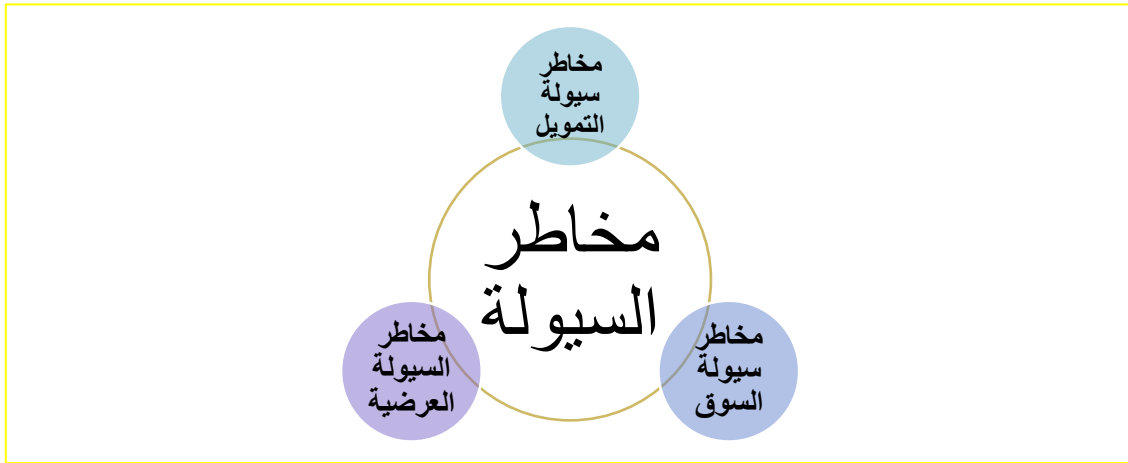 مخاطر
سيولة
التمويل
مخاطر
السيولة
مخاطر
سيولة
السوق
مخاطر
السيولة
العرضية